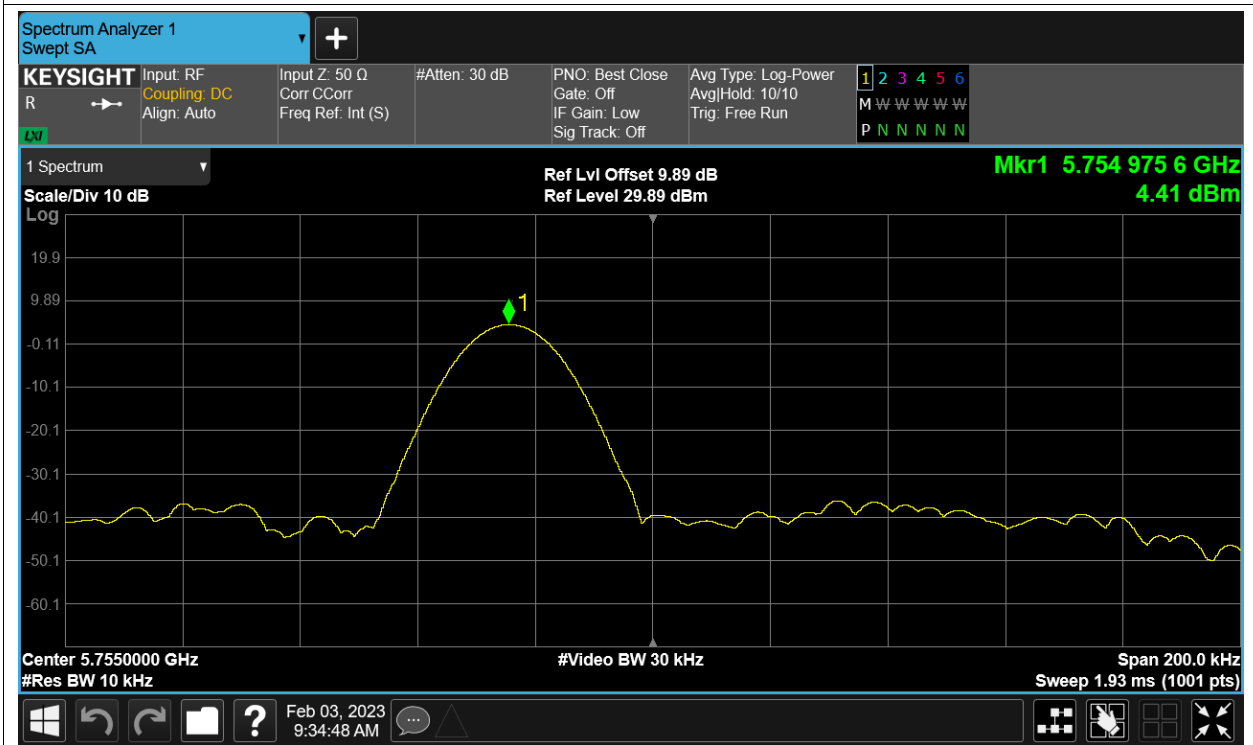 Spectrum Analyzer 1
Swept SA
KEYSIGHT
R
LXI
Input: RF
Coupling: DC
Align: Auto
Input Z: 50 Ω
Corr CCorr
Freq Ref: Int (S)
#Atten: 30 dB
PNO: Best Close
Gate: Off
IF Gain: Low
Sig Track: Off
Avg Type: Log-Power
Avg|Hold: 10/10
Trig: Free Run
1 2 3 4 5 6
M W W W W W
P N N N N N
1 Spectrum
Scale/Div 10 dB
Ref Lvl Offset 9.89 dB
Ref Level 29.89 dBm
Mkr1 5.754 975 6 GHz
4.41 dBm
Log
19.9
9.89
-0.11
-10.1
-20.1
-30.1
-40.1
-50.1
-60.1
1
Center 5.7550000 GHz
#Res BW 10 kHz
#Video BW 30 kHz
Span 200.0 kHz
Sweep 1.93 ms (1001 pts)
?
Feb 03, 2023
9:34:48 AM